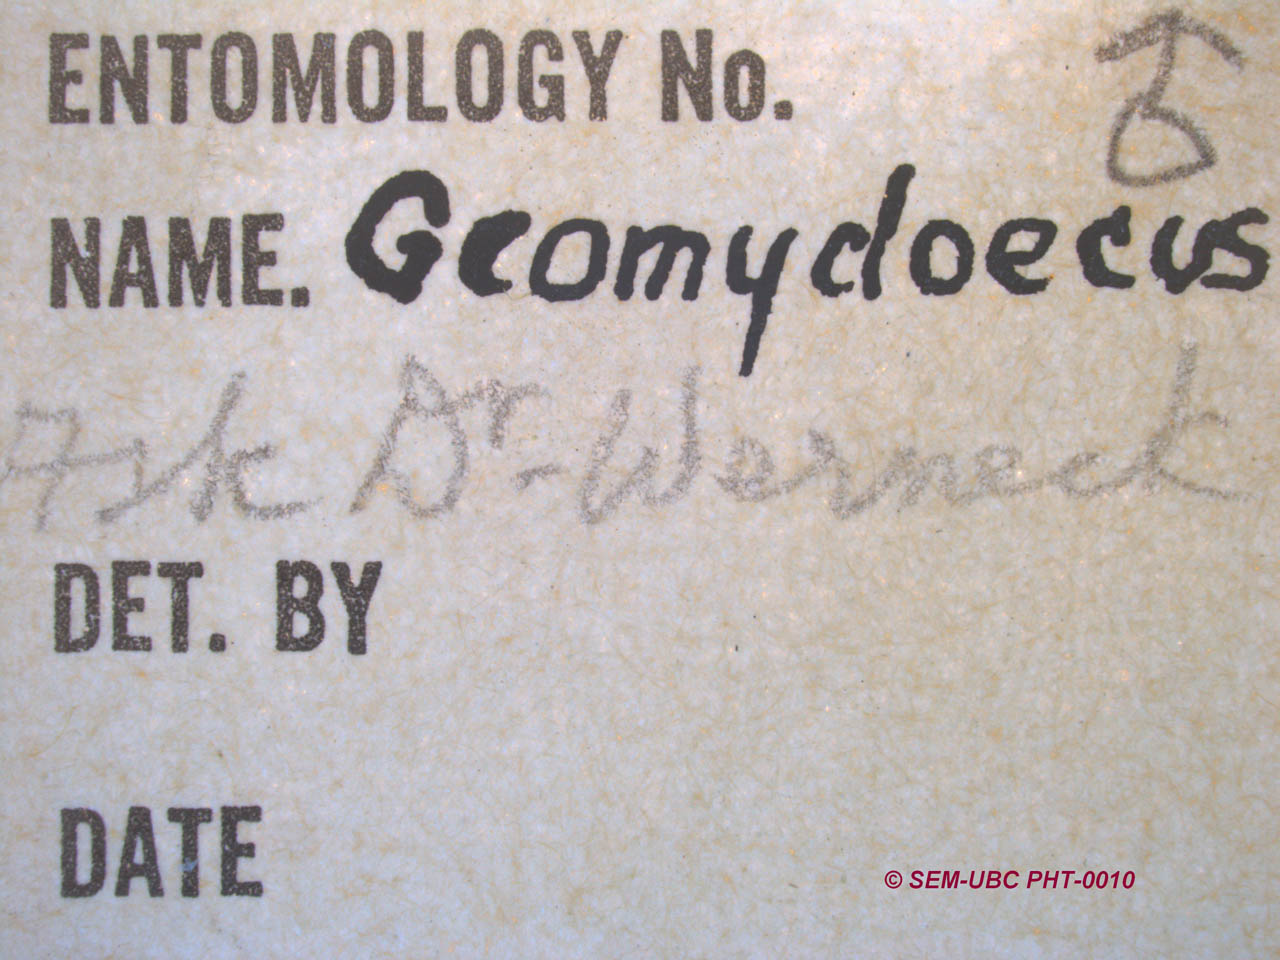 ENTOMOLOGY No. ♂
NAME. Geomydoecus
Ask Dr. Werneck
DET. BY
DATE
© SEM-UBC PHT-0010